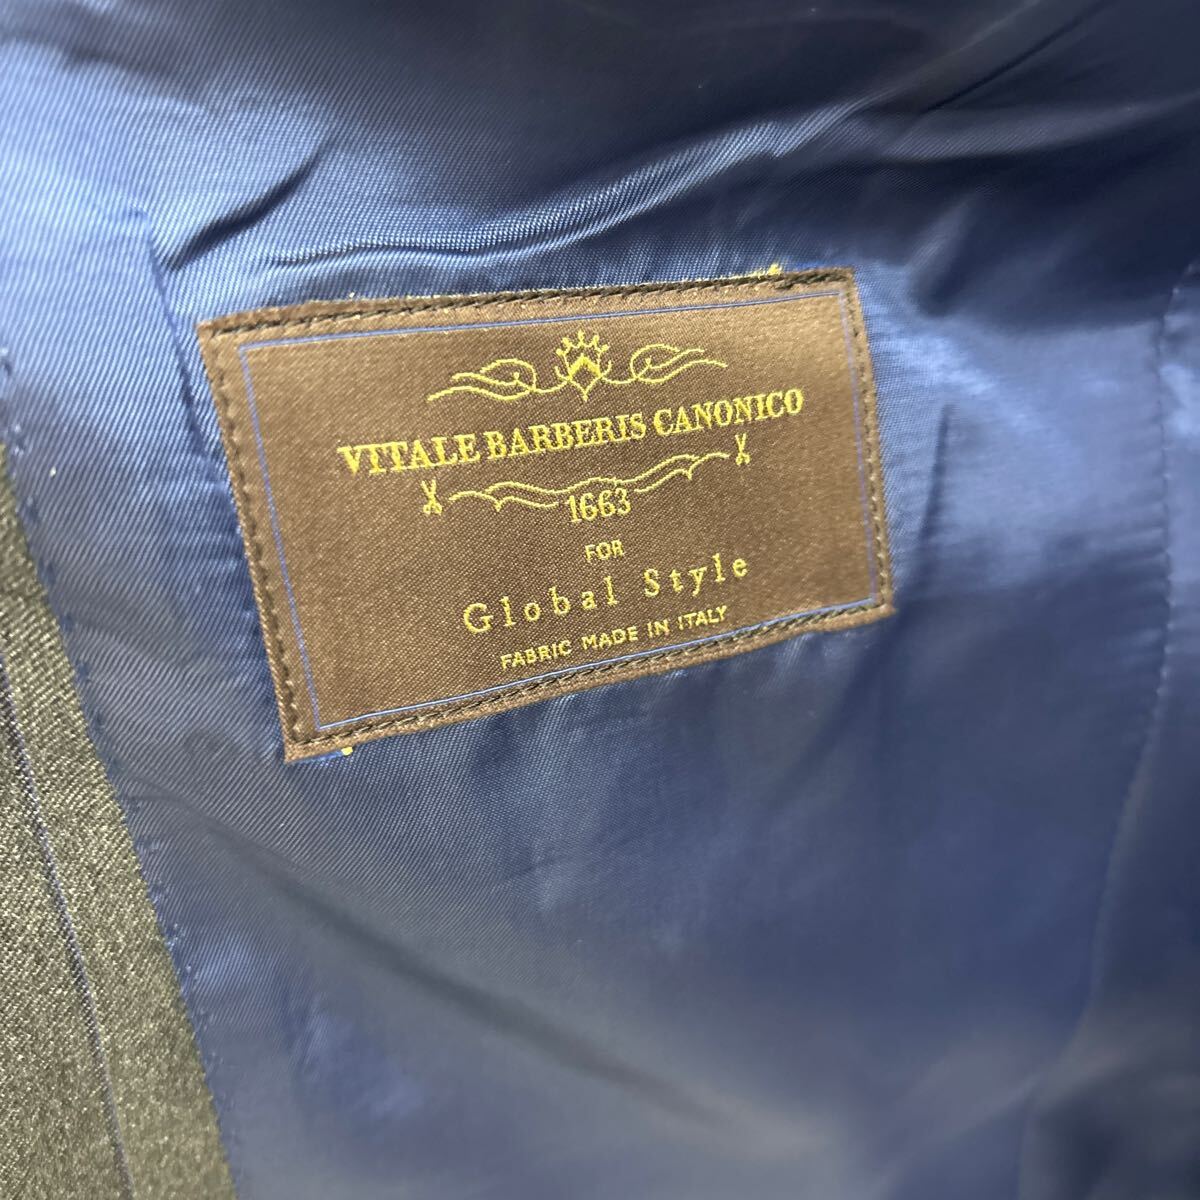 VITALE BARBERIS CANONICO
1663
FOR
Global Style
FABRIC MADE IN ITALY